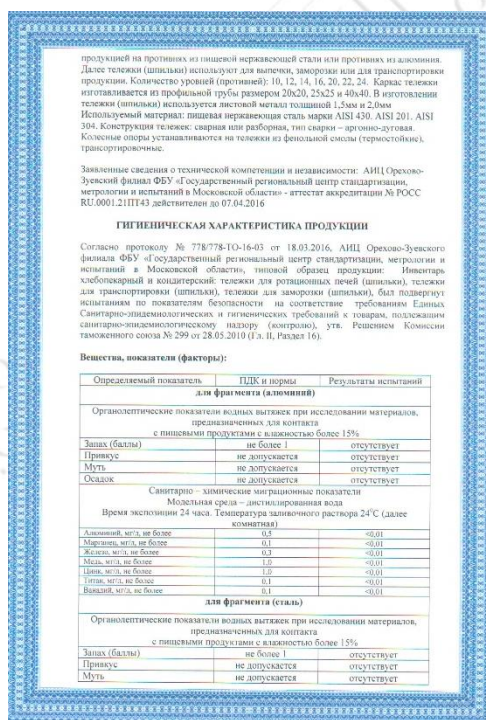 продукцией на противнях из пищевой нержавеющей стали или противнях из алюминия.
Далее тележки (шпильки) используют для выпечки, заморозки или для транспортировки
продукции. Количество уровней (противней): 10, 12, 14, 16, 20, 22, 24. Каркас тележки
изготавливается из профильной трубы размером 20х20, 25х25 и 40х40. В изготовлении
тележки (шпильки) используется листовой металл толщиной 1,5мм и 2,0мм
Используемый материал: пищевая нержавеющая сталь марки AISI 430. AISI 201. AISI
304. Конструкция тележек: сварная или разборная, тип сварки – аргонно-дуговая.
Колесные опоры устанавливаются на тележки из фенольной смолы (термостойкие),
трансортировочные.
Заявленные сведения о технической компетенции и независимости: АИЦ Орехово-
Зуевский филиал ФБУ «Государственный региональный центр стандартизации,
метрологии и испытаний в Московской области» - аттестат аккредитации № РОСС
RU.0001.21ПТ43 действителен до 07.04.2016
ГИГИЕНИЧЕСКАЯ ХАРАКТЕРИСТИКА ПРОДУКЦИИ
Согласно протоколу № 778/778-ТО-16-03 от 18.03.2016, АИЦ Орехово-Зуевского
филиала ФБУ «Государственный региональный центр стандартизации, метрологии и
испытаний в Московской области», типовой образец продукции: Инвентарь
хлебопекарный и кондитерский: тележки для ротационных печей (шпильки), тележки
для транспортировки (шпильки), тележки для заморозки (шпильки), был подвергнут
испытаниям по показателям безопасности на соответствие требованиям Единых
Санитарно-эпидемиологических и гигиенических требований к товарам, подлежащим
санитарно-эпидемиологическому надзору (контролю), утв. Решением Комиссии
таможенного союза № 299 от 28.05.2010 (Гл. II, Раздел 16).
Вещества, показатели (факторы):
Определяемый показатель ПДК и нормы Результаты испытаний
для фрагмента (алюминий)
Органолептические показатели водных вытяжек при исследовании материалов,
предназначенных для контакта
с пищевыми продуктами с влажностью более 15%
Запах (баллы) не более 1 отсутствует
Привкус не допускается отсутствует
Муть не допускается отсутствует
Осадок не допускается отсутствует
Санитарно – химические миграционные показатели
Модельная среда – дистиллированная вода
Время экспозиции 24 часа. Температура заливочного раствора 24°С (далее
комнатная)
Алюминий, мг/л, не более 0,5 <0,01
Марганец, мг/л, не более 0,1 <0,01
Железо, мг/л, не более 0,3 <0,01
Медь, мг/л, не более 1,0 <0,01
Цинк, мг/л, не более 1,0 <0,01
Титан, мг/л, не более 0,1 <0,01
Ванадий, мг/л, не более 0,1 <0,01
для фрагмента (сталь)
Органолептические показатели водных вытяжек при исследовании материалов,
предназначенных для контакта
с пищевыми продуктами с влажностью более 15%
Запах (баллы) не более 1 отсутствует
Привкус не допускается отсутствует
Муть не допускается отсутствует